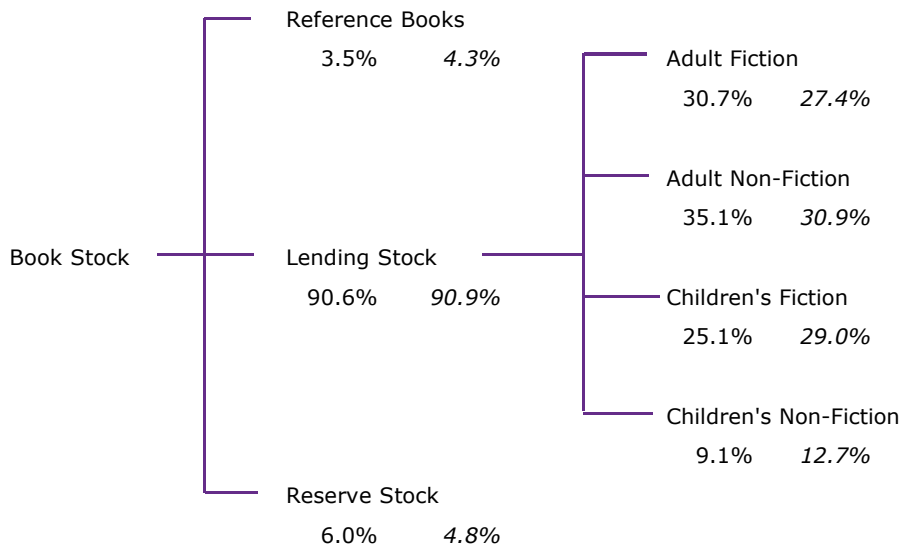 Book Stock
Reference Books
3.5% 4.3%
Lending Stock
90.6% 90.9%
Reserve Stock
6.0% 4.8%
Adult Fiction
30.7% 27.4%
Adult Non-Fiction
35.1% 30.9%
Children's Fiction
25.1% 29.0%
Children's Non-Fiction
9.1% 12.7%